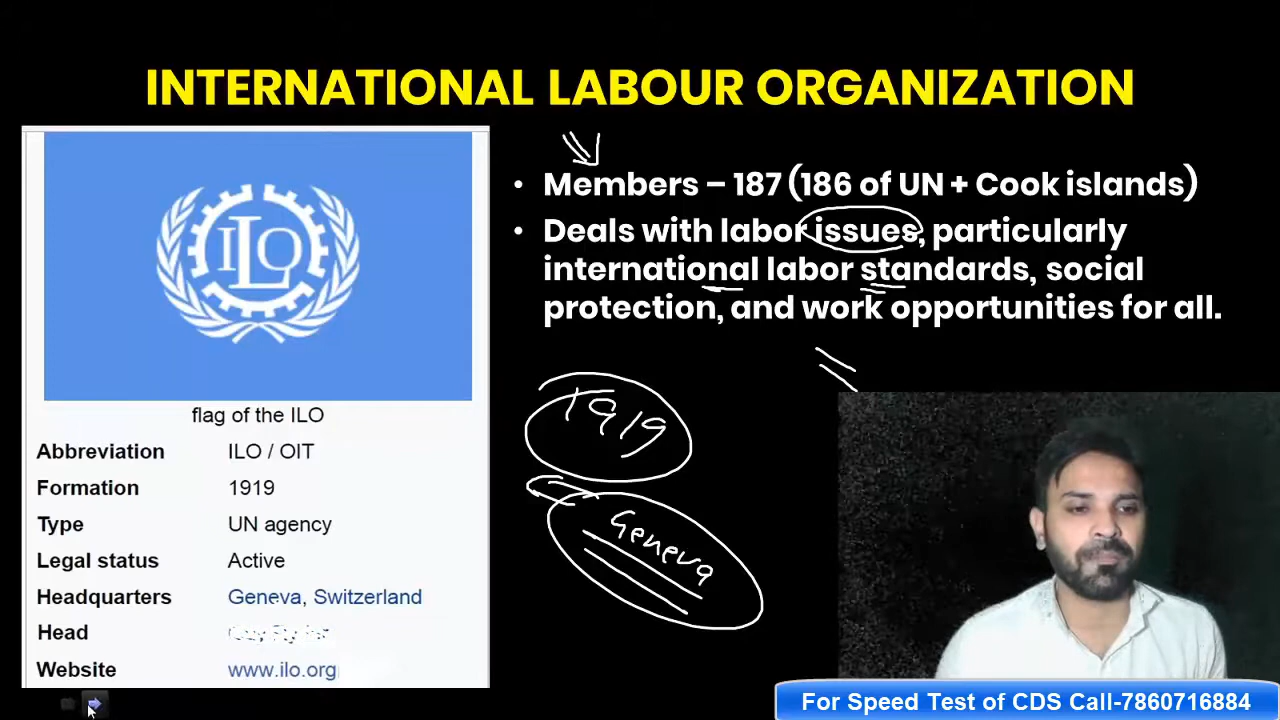 INTERNATIONAL LABOUR ORGANIZATION
ILO
flag of the ILO
Abbreviation ILO / OIT
Formation 1919
Type UN agency
Legal status Active
Headquarters Geneva, Switzerland
Head
Website www.ilo.org
• Members – 187 (186 of UN + Cook islands)
• Deals with labor issues, particularly
international labor standards, social
protection, and work opportunities for all.
1919
Geneva
For Speed Test of CDS Call-7860716884